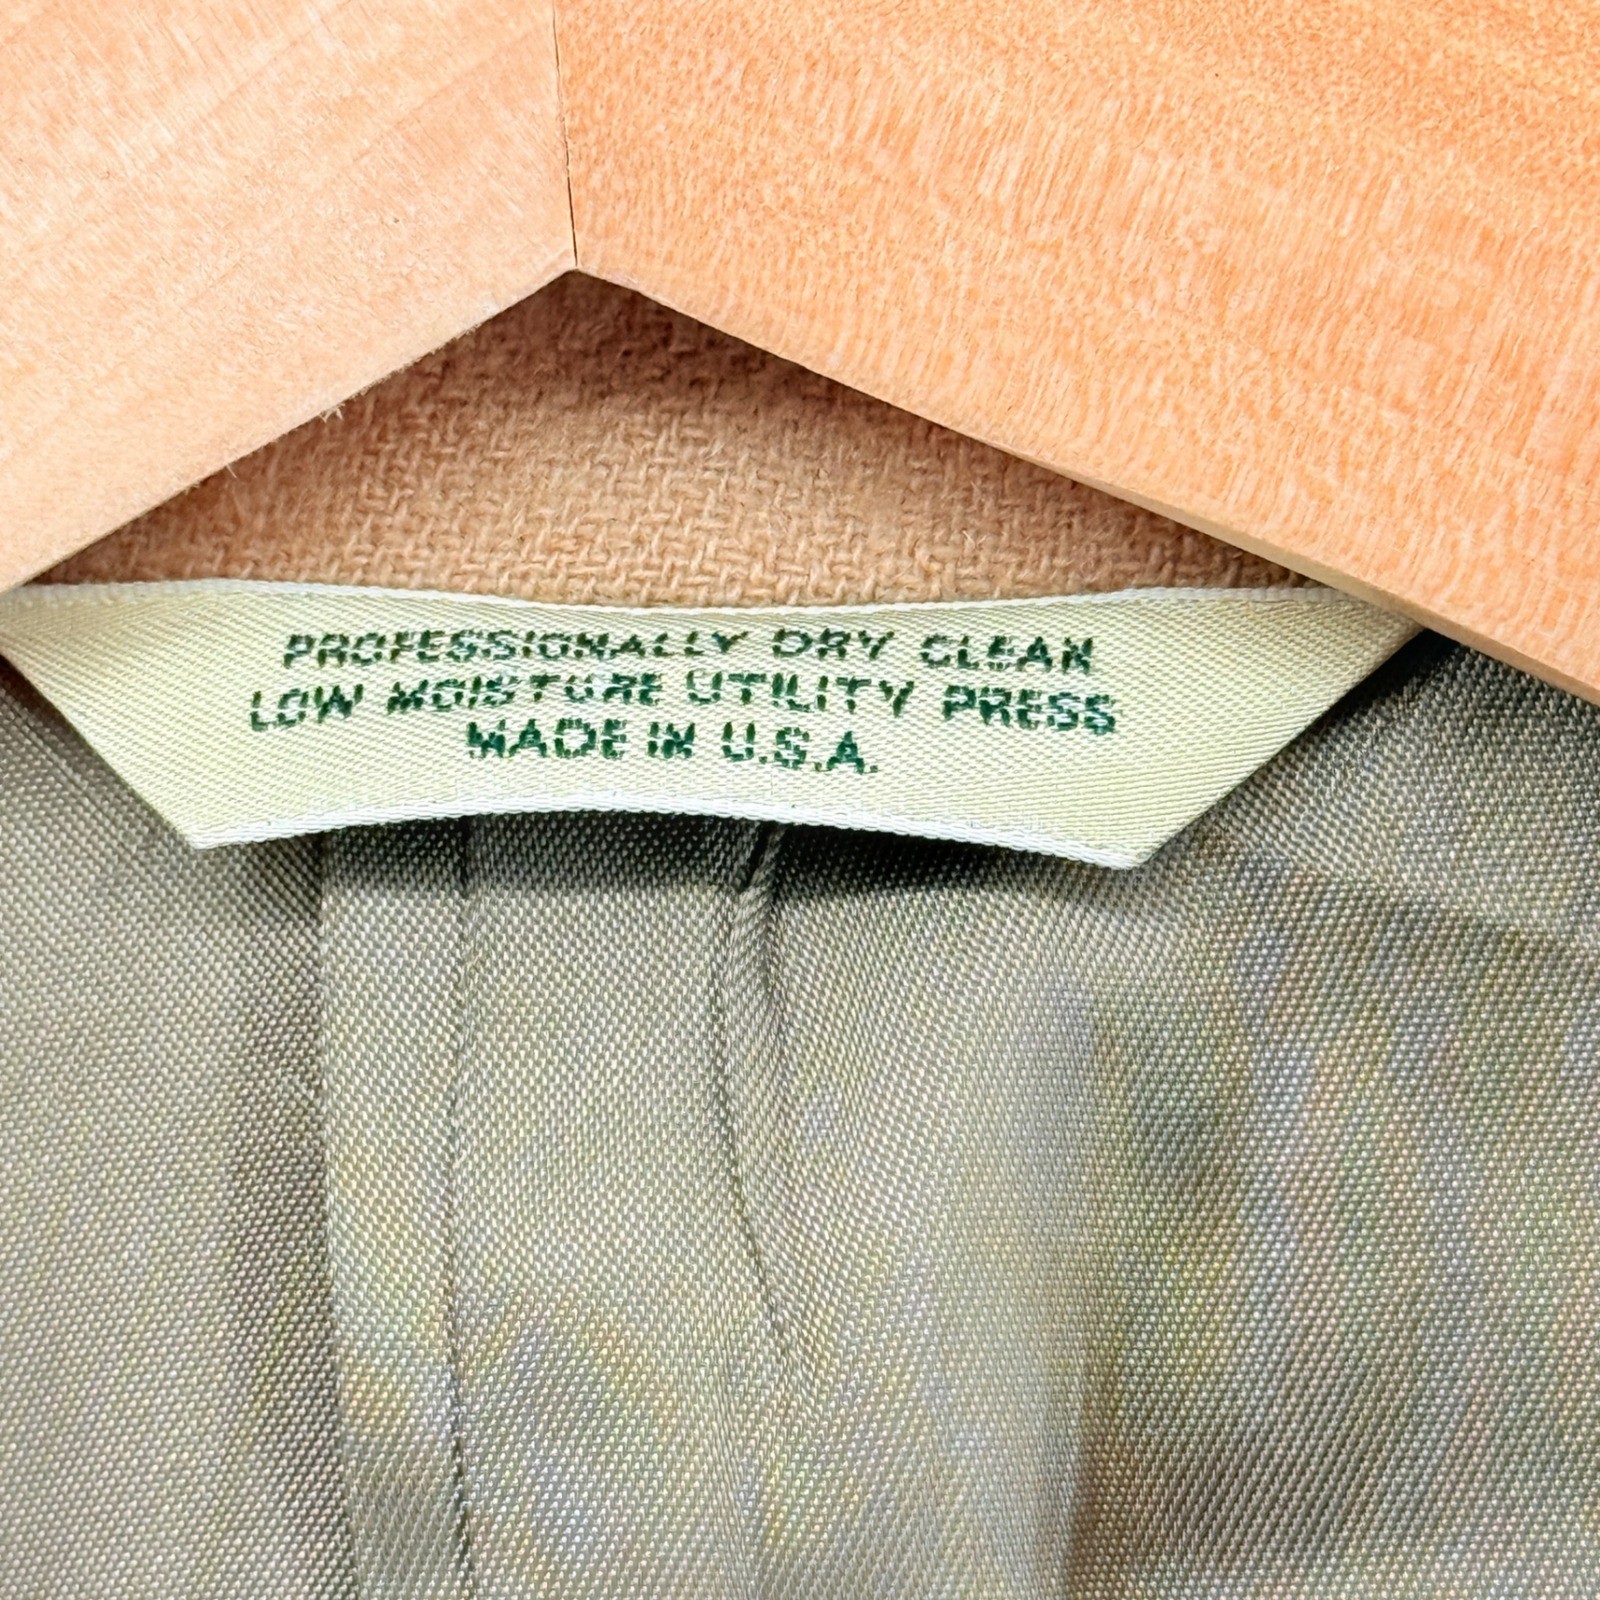 PROFESSIONALLY DRY CLEAN
LOW MOISTURE UTILITY PRESS
MADE IN U.S.A.